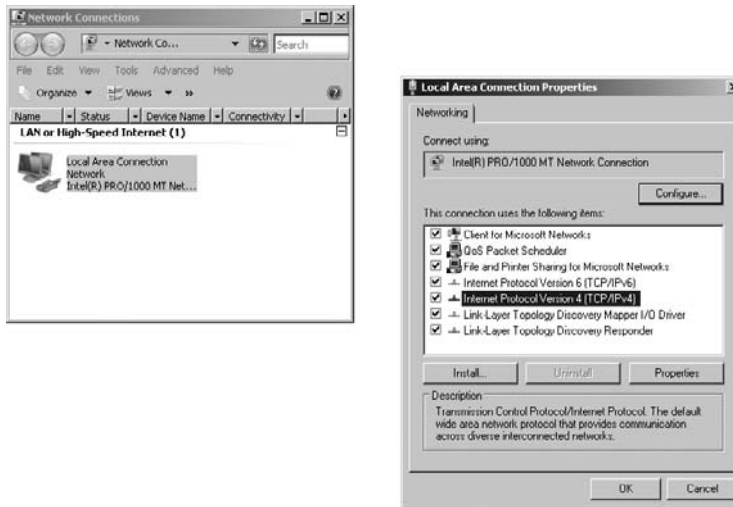 Network Connections
Network Co...
Search
File Edit View Tools Advanced Help
Organize Views »
Name Status Device Name Connectivity
LAN or High-Speed Internet (1)
Local Area Connection
Network
Intel(R) PRO/1000 MT Net...
Local Area Connection Properties
Networking
Connect using:
Intel(R) PRO/1000 MT Network Connection
Configure...
This connection uses the following items:
Client for Microsoft Networks
QoS Packet Scheduler
File and Printer Sharing for Microsoft Networks
Internet Protocol Version 6 (TCP/IPv6)
Internet Protocol Version 4 (TCP/IPv4)
Link-Layer Topology Discovery Mapper I/O Driver
Link-Layer Topology Discovery Responder
Install... Uninstall Properties
Description
Transmission Control Protocol/Internet Protocol. The default
wide area network protocol that provides communication
across diverse interconnected networks.
OK Cancel